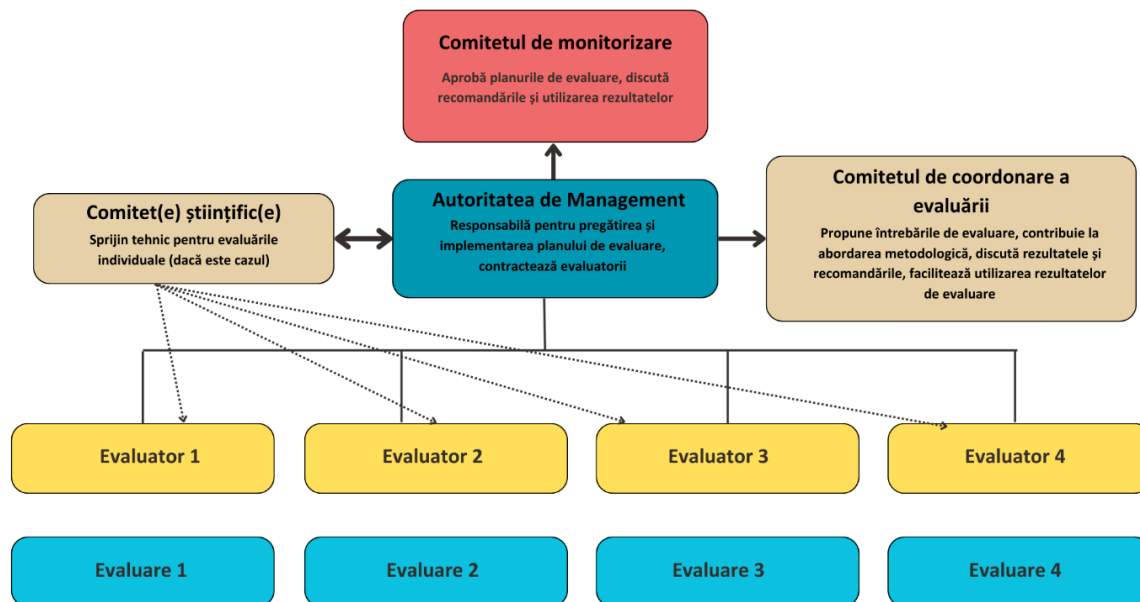 Comitetul de monitorizare
Aprobă planurile de evaluare, discută
recomandările și utilizarea rezultatelor
Comitet(e) științific(e)
Sprijin tehnic pentru evaluările
individuale (dacă este cazul)
Autoritatea de Management
Responsabilă pentru pregătirea și
implementarea planului de evaluare,
contractează evaluatorii
Comitetul de coordonare a
evaluării
Propune întrebările de evaluare, contribuie la
abordarea metodologică, discută rezultatele și
recomandările, facilitează utilizarea rezultatelor
de evaluare
Evaluator 1
Evaluator 2
Evaluator 3
Evaluator 4
Evaluare 1
Evaluare 2
Evaluare 3
Evaluare 4